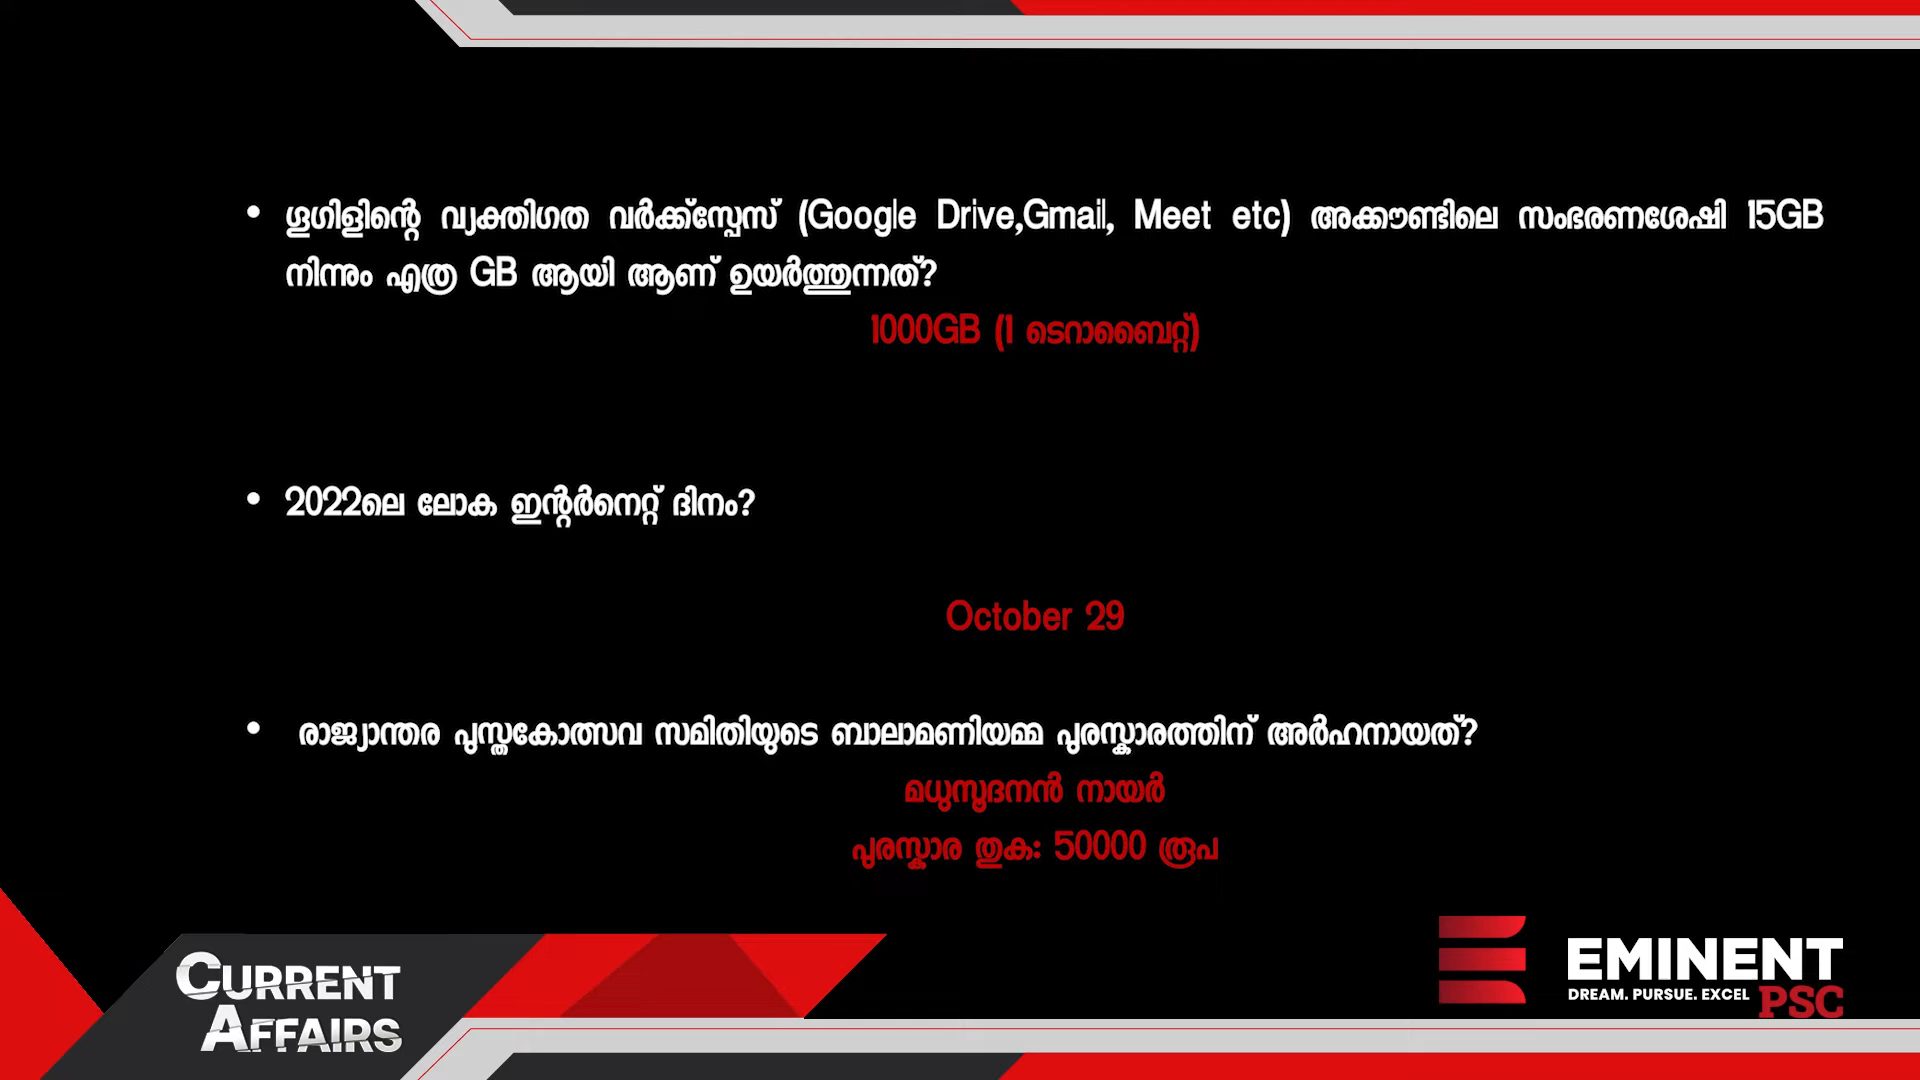 • ഗൂഗിളിന്റെ വ്യക്തിഗത വർക്ക്സ്പേസ് (Google Drive,Gmail, Meet etc) അക്കൗണ്ടിലെ സംഭരണശേഷി 15GB
നിന്നും എത്ര GB ആയി ആണ് ഉയർത്തുന്നത്?
1000GB (1 ടെറാബൈറ്റ്)
• 2022ലെ ലോക ഇന്റർനെറ്റ് ദിനം?
October 29
• രാജ്യാന്തര പുസ്തകോത്സവ സമിതിയുടെ ബാലാമണിയമ്മ പുരസ്കാരത്തിന് അർഹനായത്?
മധുസൂദനൻ നായർ
പുരസ്കാര തുക: 50000 രൂപ
CURRENT
AFFAIRS
EMINENT
DREAM. PURSUE. EXCEL PSC